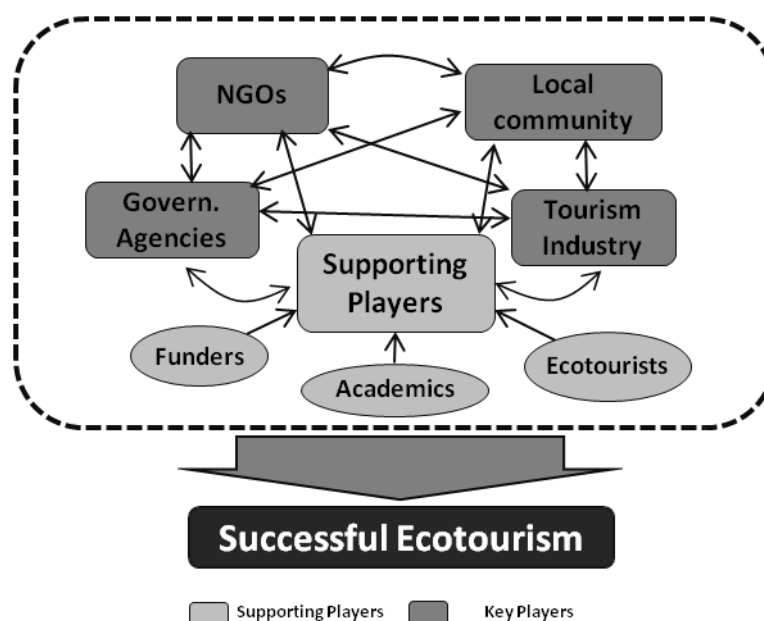 NGOs
Local
community
Govern.
Agencies
Tourism
Industry
Supporting
Players
Funders
Academics
Ecotourists
Successful Ecotourism
Supporting Players
Key Players